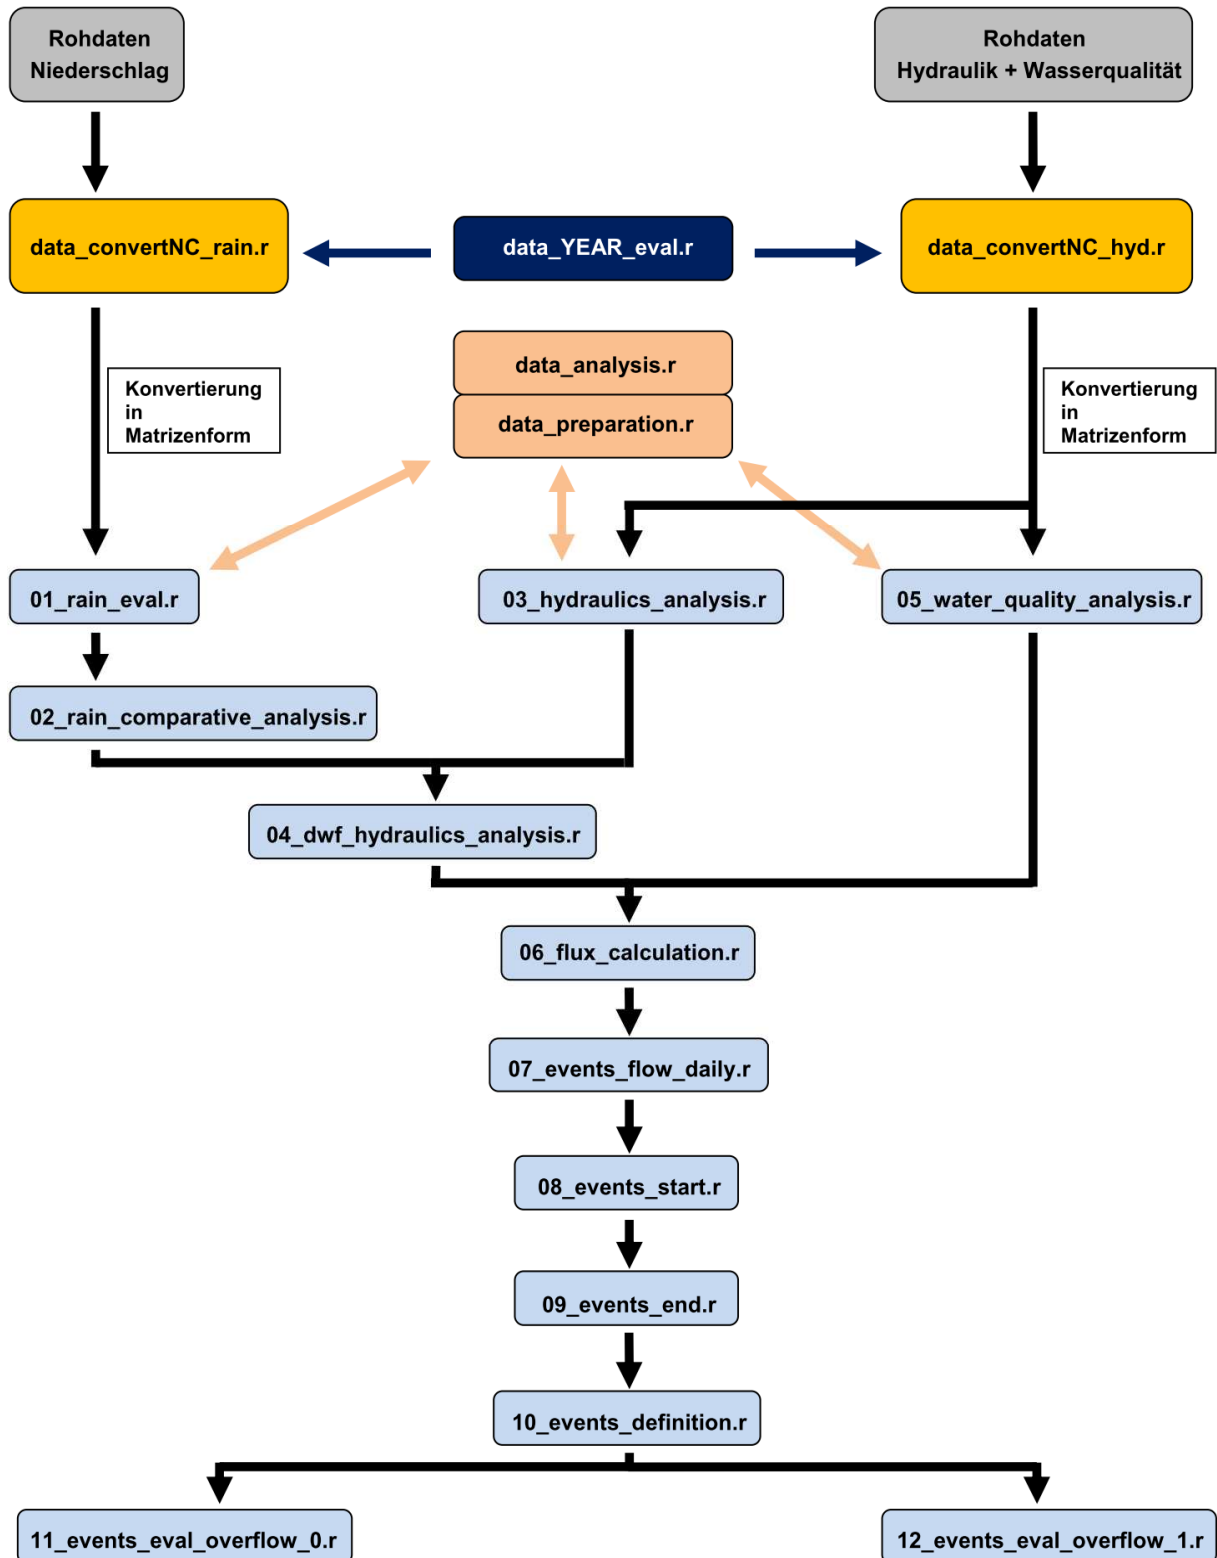 Rohdaten
Niederschlag
Rohdaten
Hydraulik + Wasserqualität
data_convertNC_rain.r
data_YEAR_eval.r
data_convertNC_hyd.r
data_analysis.r
data_preparation.r
Konvertierung
in
Matrizenform
Konvertierung
in
Matrizenform
01_rain_eval.r
03_hydraulics_analysis.r
05_water_quality_analysis.r
02_rain_comparative_analysis.r
04_dwf_hydraulics_analysis.r
06_flux_calculation.r
07_events_flow_daily.r
08_events_start.r
09_events_end.r
10_events_definition.r
11_events_eval_overflow_0.r
12_events_eval_overflow_1.r